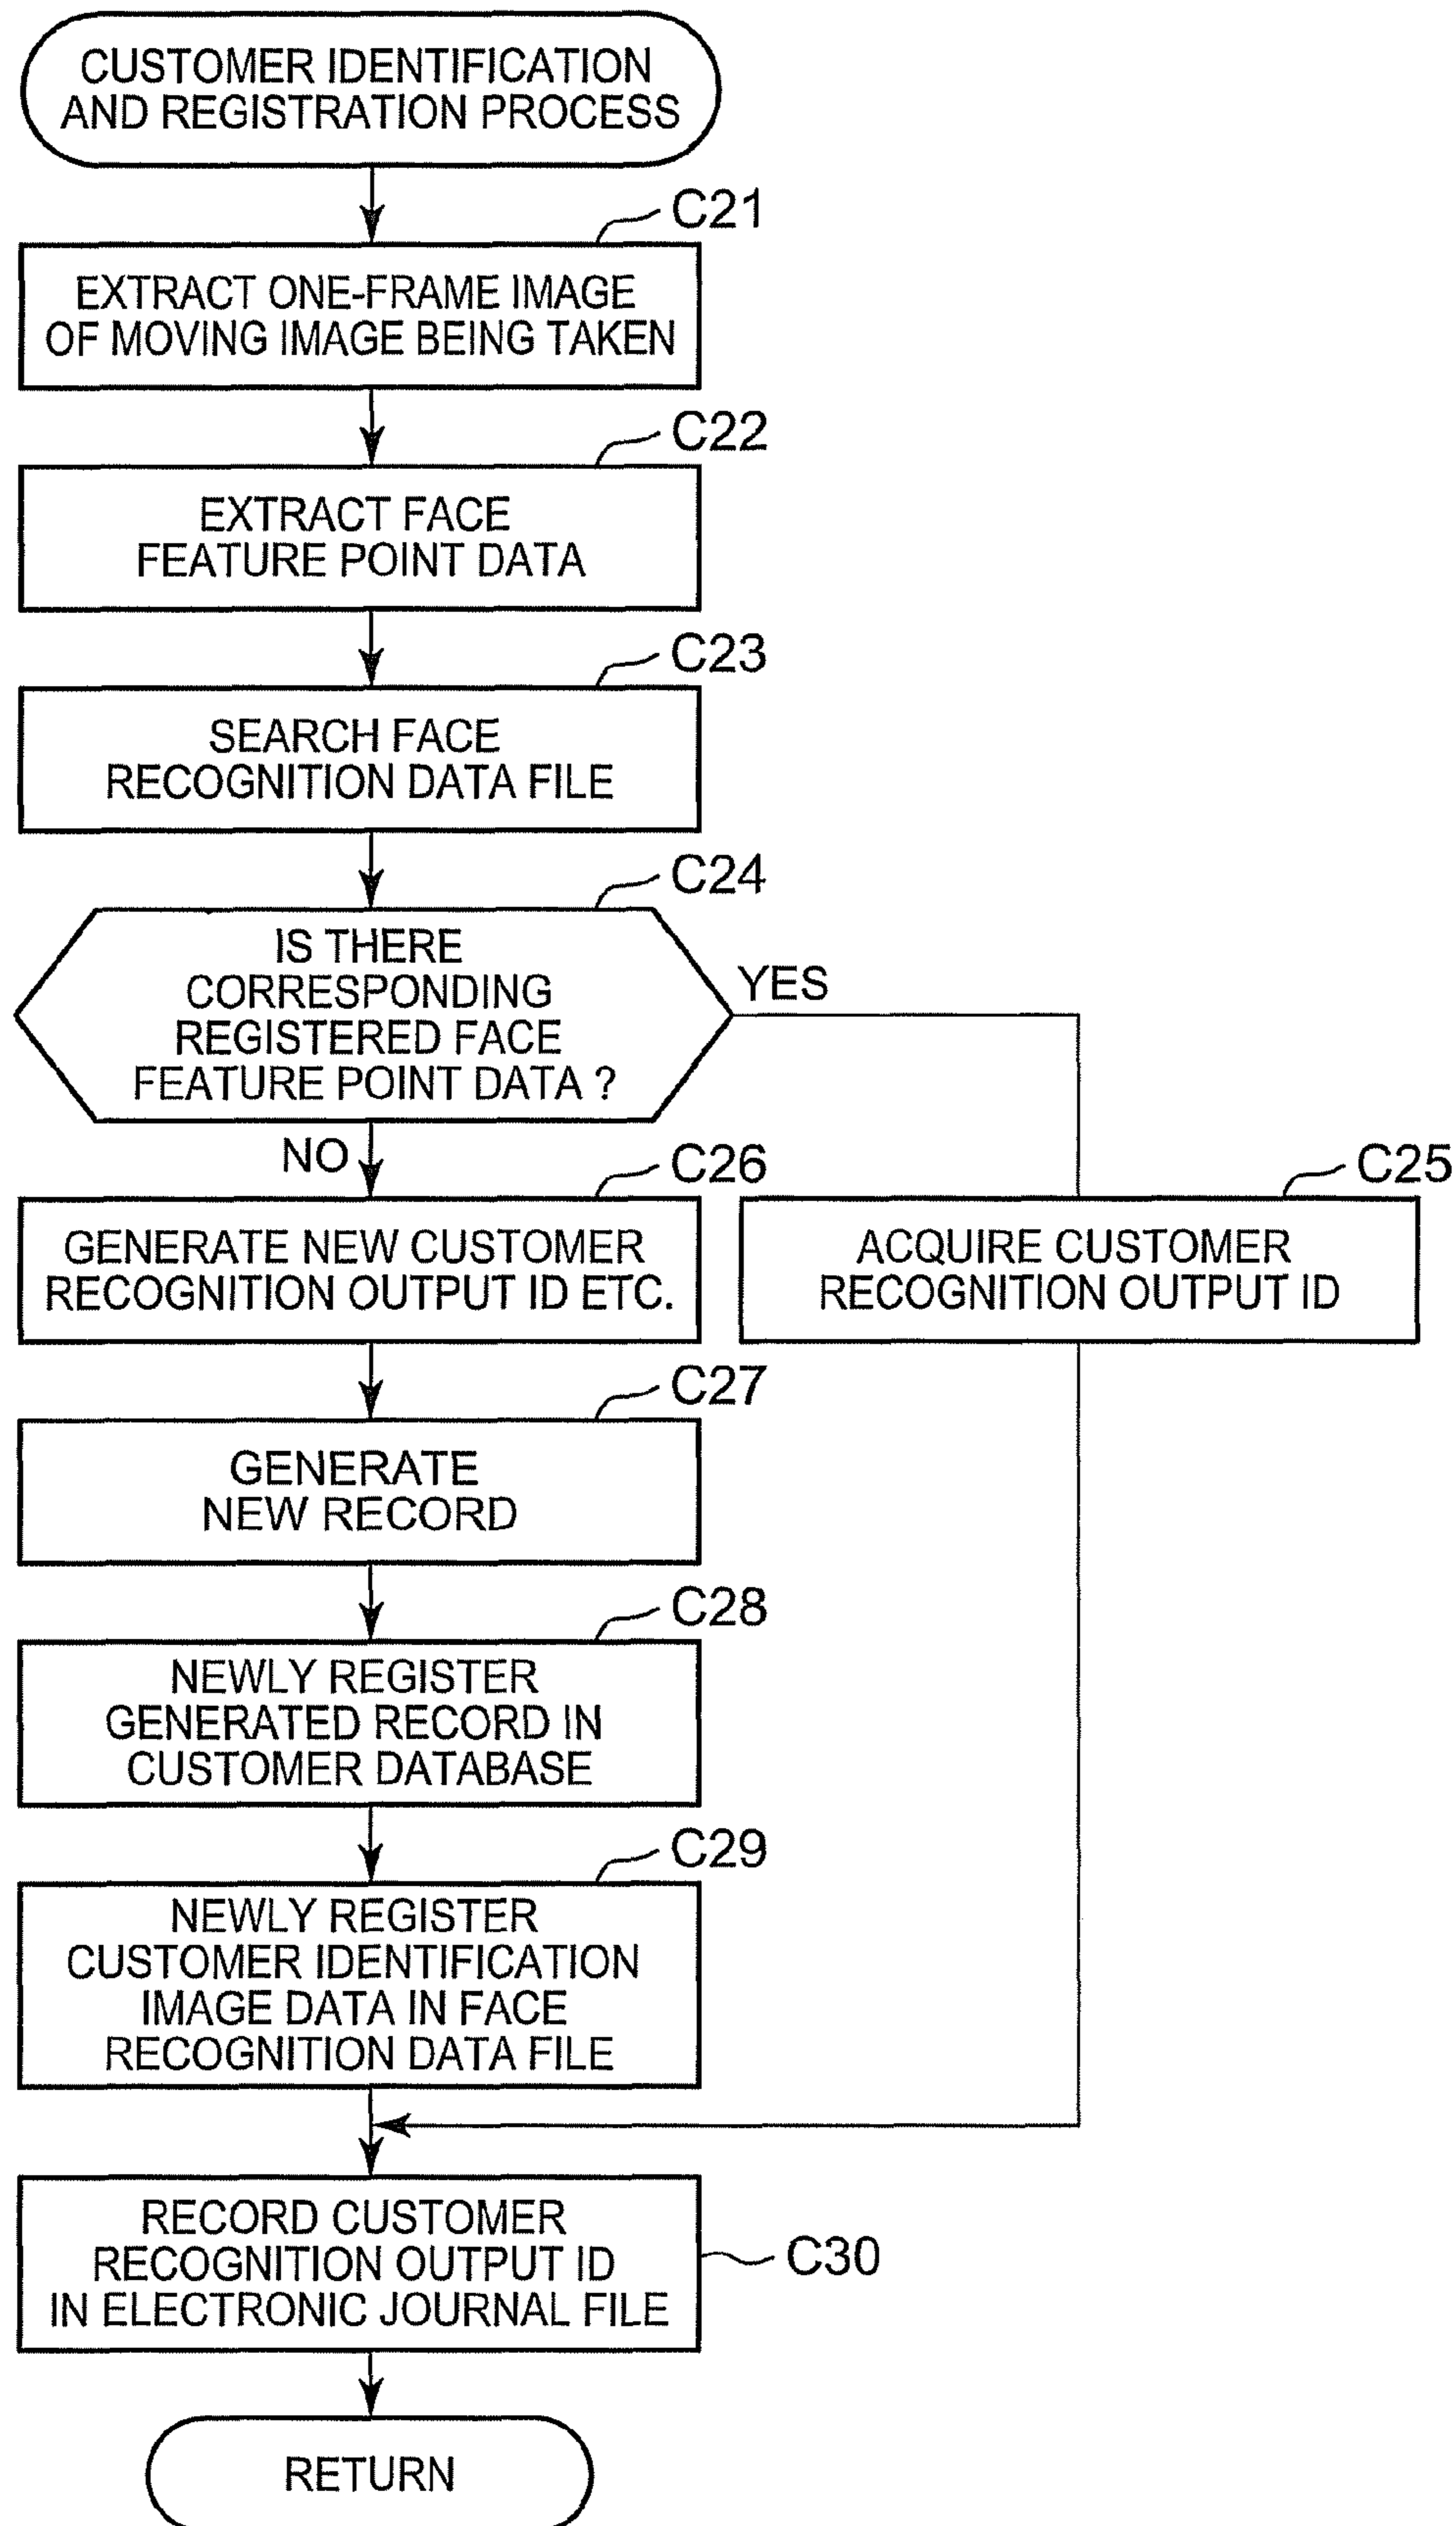 CUSTOMER IDENTIFICATION
AND REGISTRATION PROCESS
C21
EXTRACT ONE-FRAME IMAGE
OF MOVING IMAGE BEING TAKEN
C22
EXTRACT FACE
FEATURE POINT DATA
C23
SEARCH FACE
RECOGNITION DATA FILE
C24
IS THERE
CORRESPONDING
REGISTERED FACE
FEATURE POINT DATA ?
YES
NO
C26
GENERATE NEW CUSTOMER
RECOGNITION OUTPUT ID ETC.
C25
ACQUIRE CUSTOMER
RECOGNITION OUTPUT ID
C27
GENERATE
NEW RECORD
C28
NEWLY REGISTER
GENERATED RECORD IN
CUSTOMER DATABASE
C29
NEWLY REGISTER
CUSTOMER IDENTIFICATION
IMAGE DATA IN FACE
RECOGNITION DATA FILE
RECORD CUSTOMER
RECOGNITION OUTPUT ID
IN ELECTRONIC JOURNAL FILE
C30
RETURN